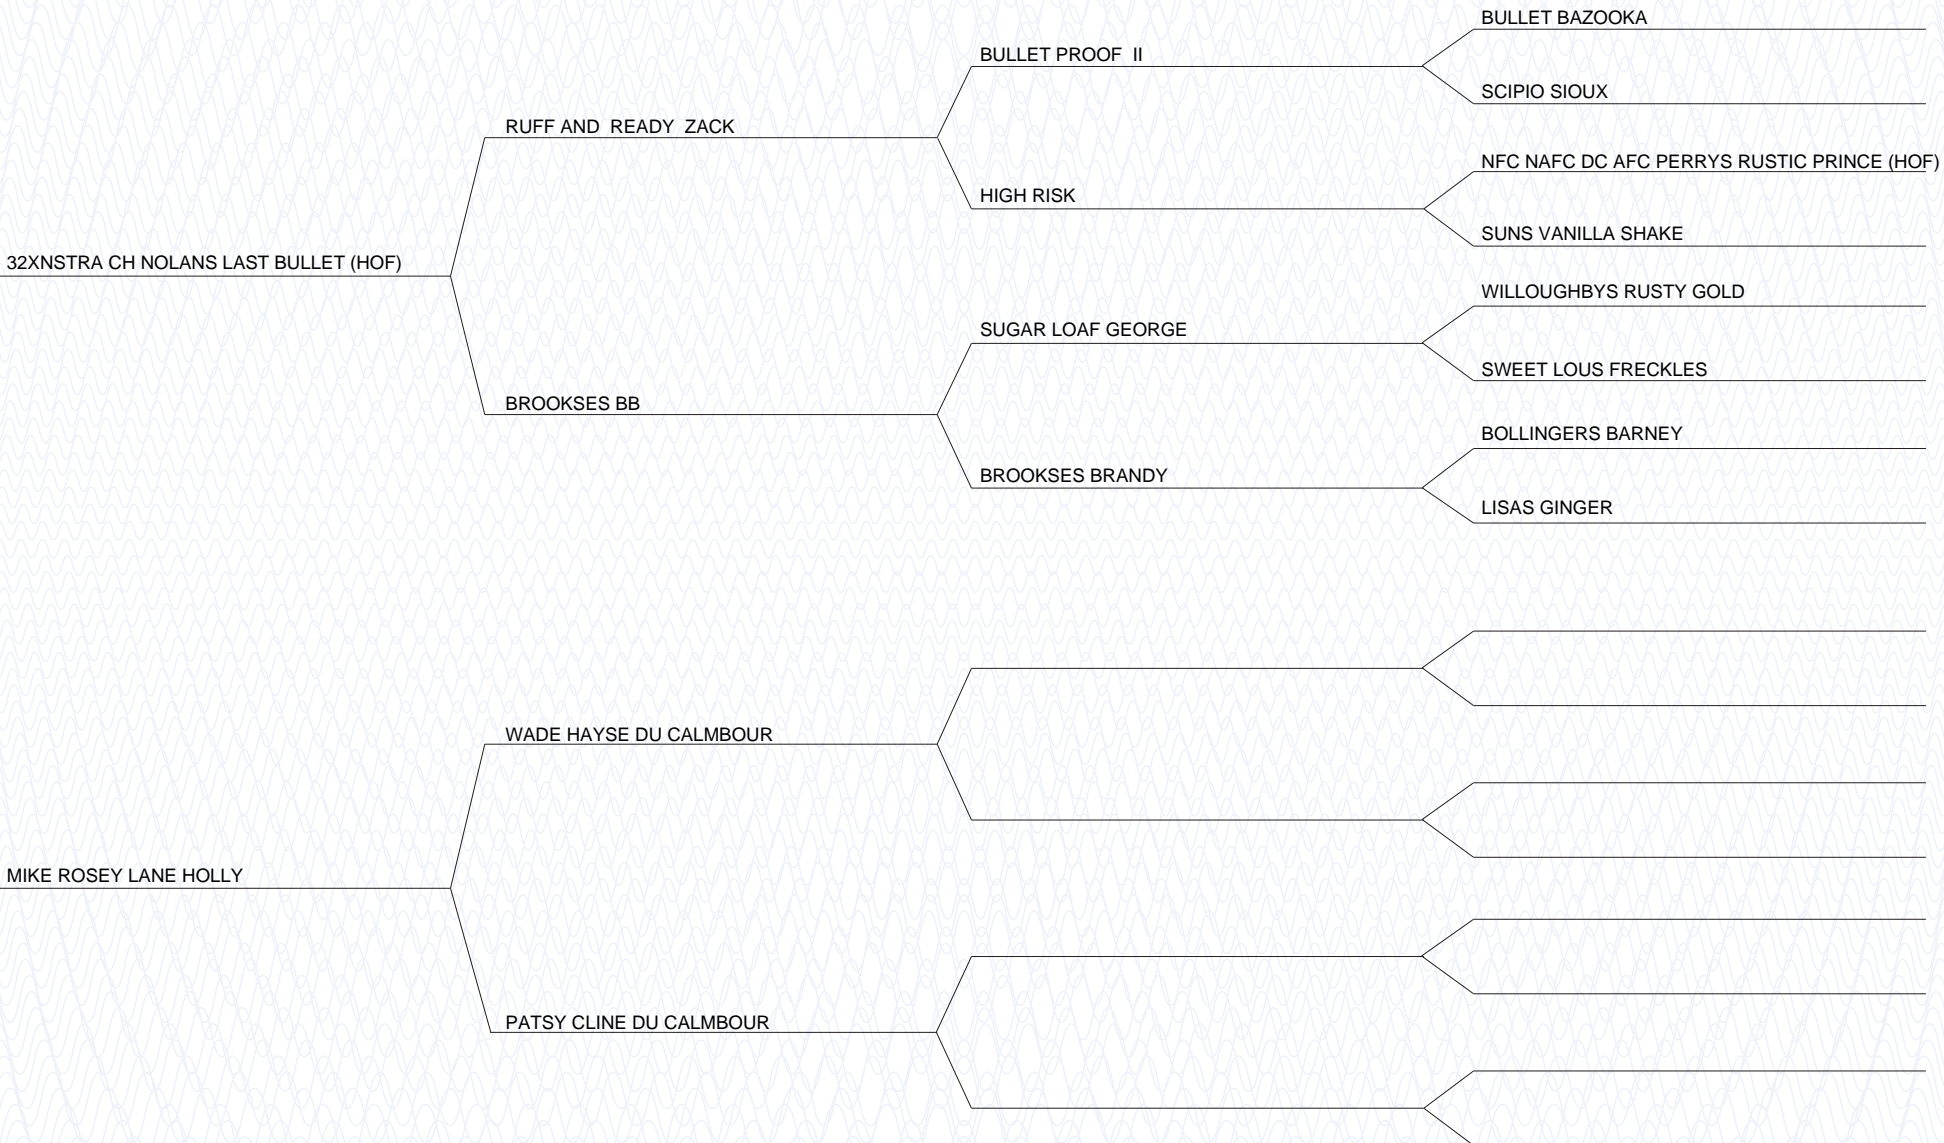 BULLET BAZOOKA
BULLET PROOF  II
SCIPIO SIOUX
RUFF AND  READY  ZACK
NFC NAFC DC AFC PERRYS RUSTIC PRINCE (HOF)
HIGH RISK
SUNS VANILLA SHAKE
32XNSTRA CH NOLANS LAST BULLET (HOF)
WILLOUGHBYS RUSTY GOLD
SUGAR LOAF GEORGE
SWEET LOUS FRECKLES
BROOKSES BB
BOLLINGERS BARNEY
BROOKSES BRANDY
LISAS GINGER
WADE HAYSE DU CALMBOUR
MIKE ROSEY LANE HOLLY
PATSY CLINE DU CALMBOUR